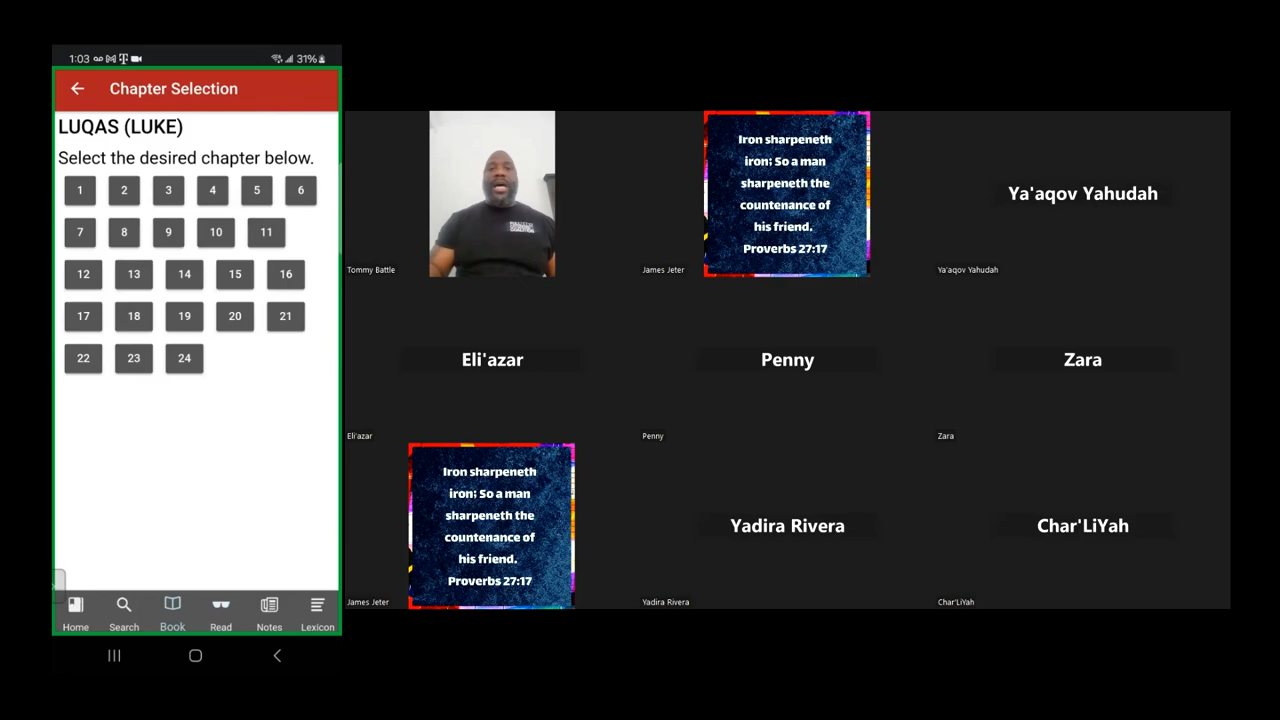 1:03
31%
Chapter Selection
LUQAS (LUKE)
Select the desired chapter below.
1 2 3 4 5 6
7 8 9 10 11
12 13 14 15 16
17 18 19 20 21
22 23 24
Home Search Book Read Notes Lexicon
Tommy Battle
Iron sharpeneth
iron; So a man
sharpeneth the
countenance of
his friend.
Proverbs 27:17
James Jeter
Ya'aqov Yahudah
Ya'aqov Yahudah
Eli'azar
Eli'azar
Penny
Penny
Zara
Zara
Iron sharpeneth
iron; So a man
sharpeneth the
countenance of
his friend.
Proverbs 27:17
James Jeter
Yadira Rivera
Yadira Rivera
Char'LiYah
Char'LiYah